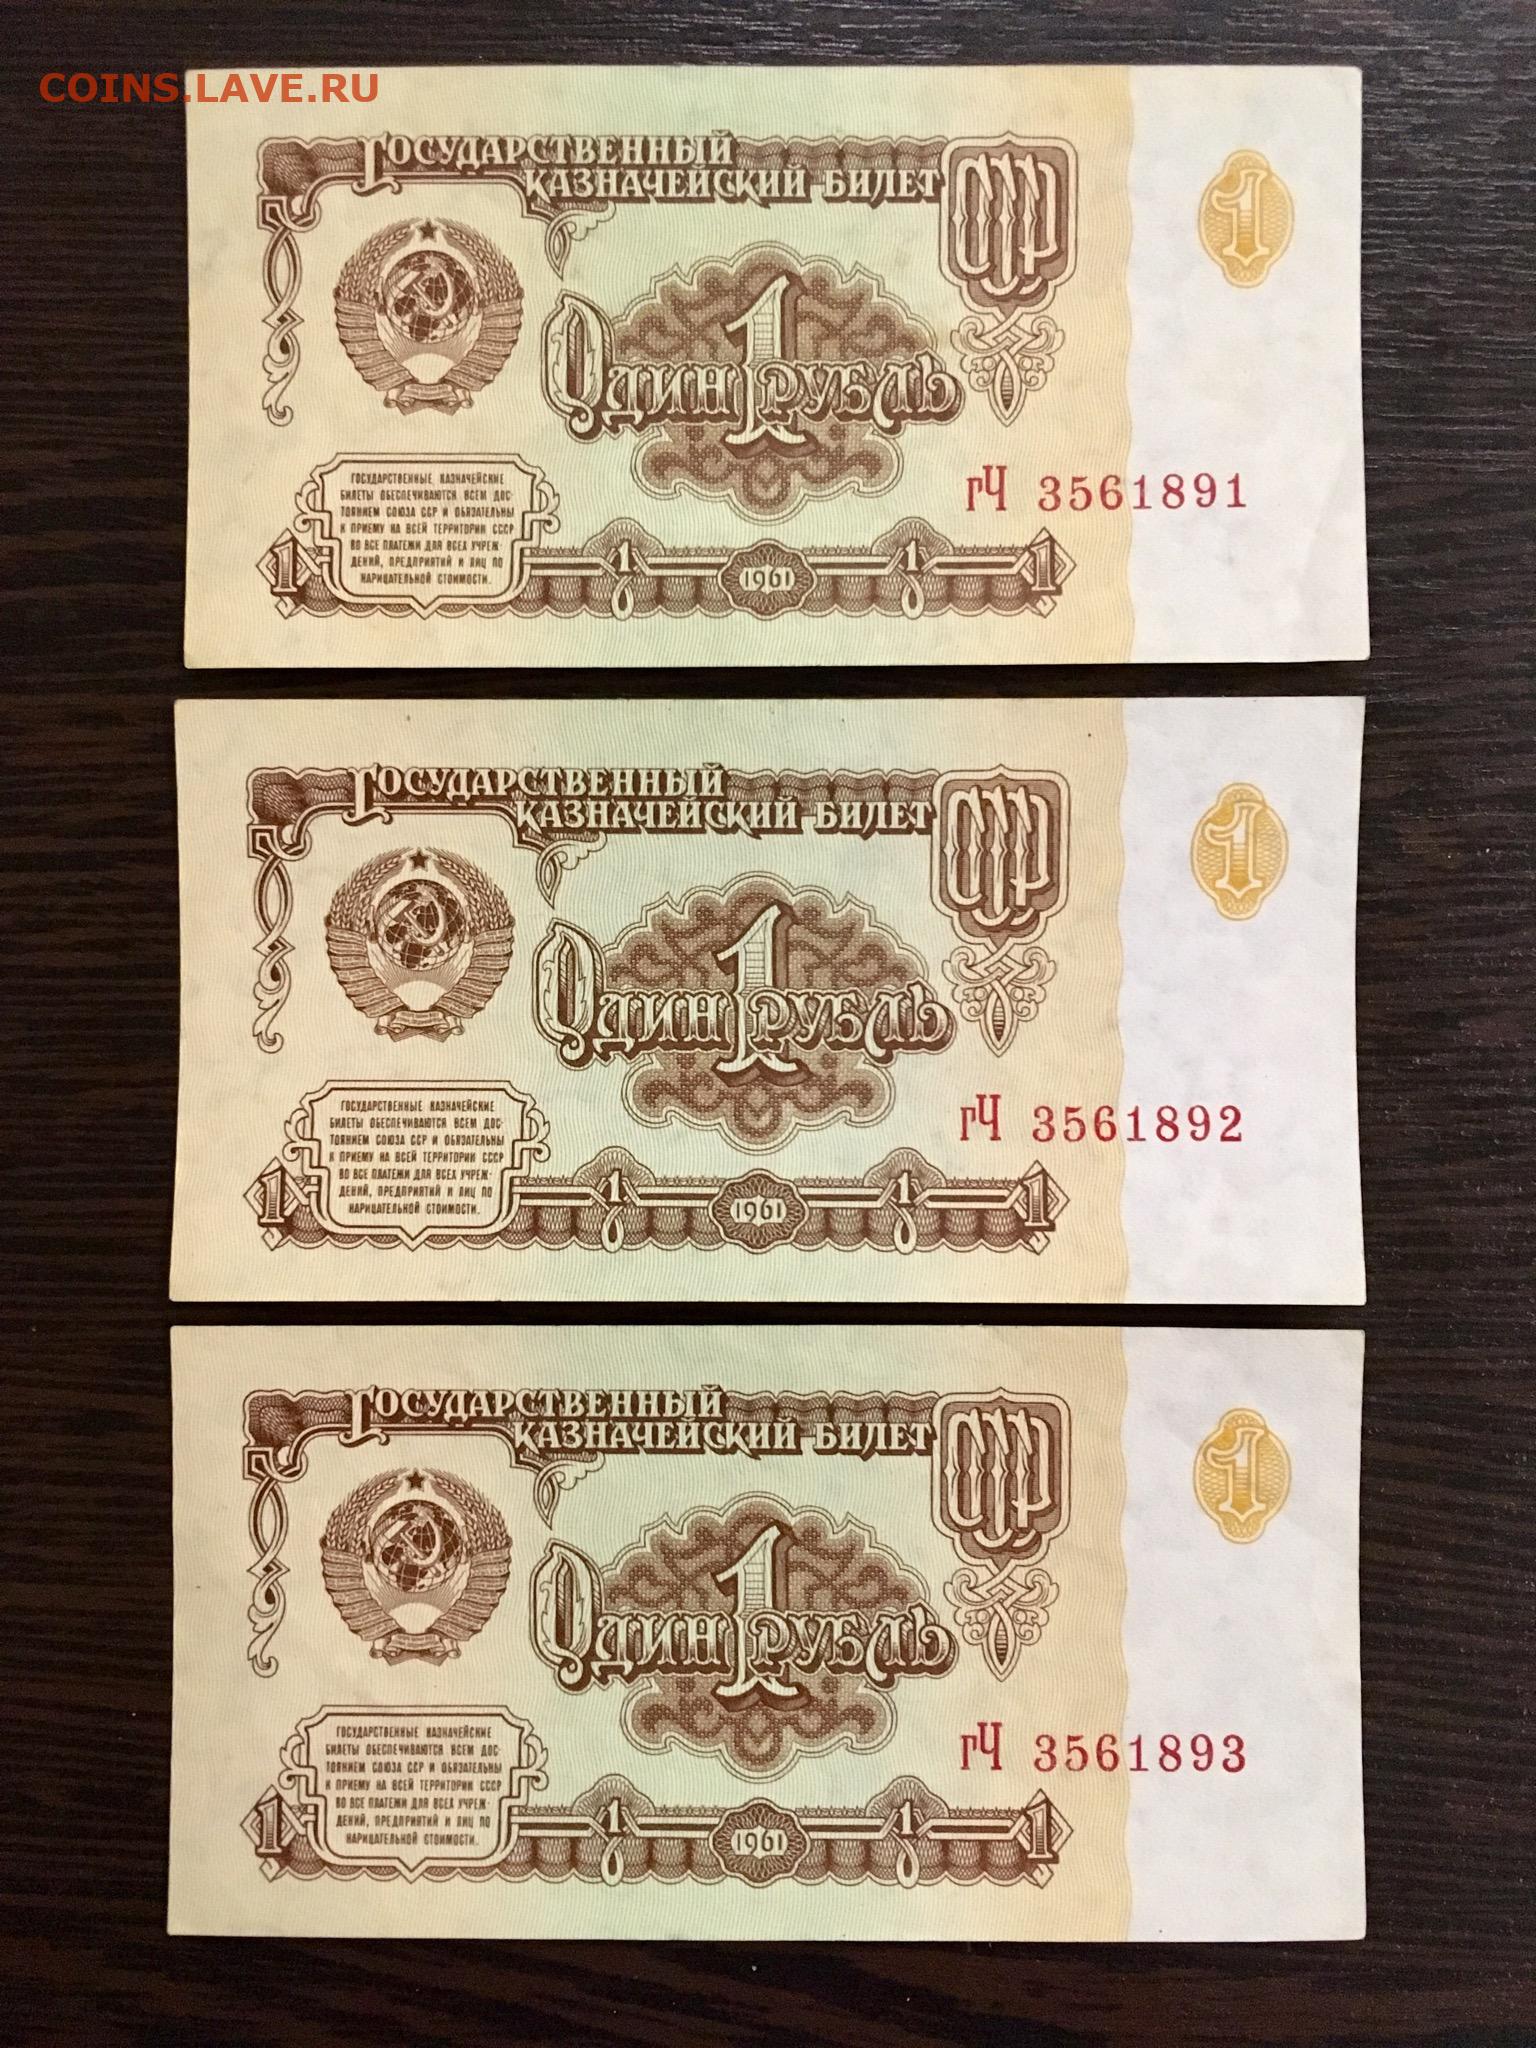 COINS.LAVE.RU
ГОСУДАРСТВЕННЫЙ
КАЗНАЧЕЙСКИЙ БИЛЕТ
СССР
1
1
ОДИН РУБЛЬ
гЧ 3561891
ГОСУДАРСТВЕННЫЕ КАЗНАЧЕЙСКИЕ
БИЛЕТЫ ОБЕСПЕЧИВАЮТСЯ ВСЕМ ДОС-
ТОЯНИЕМ СОЮЗА ССР И ОБЯЗАТЕЛЬНЫ
К ПРИЕМУ НА ВСЕЙ ТЕРРИТОРИИ СССР
ВО ВСЕ ПЛАТЕЖИ ДЛЯ ВСЕХ УЧРЕЖ-
ДЕНИЙ, ПРЕДПРИЯТИЙ И ЛИЦ ПО
НАРИЦАТЕЛЬНОЙ СТОИМОСТИ.
1 1 1961 1 1
ГОСУДАРСТВЕННЫЙ
КАЗНАЧЕЙСКИЙ БИЛЕТ
СССР
1
1
ОДИН РУБЛЬ
гЧ 3561892
ГОСУДАРСТВЕННЫЕ КАЗНАЧЕЙСКИЕ
БИЛЕТЫ ОБЕСПЕЧИВАЮТСЯ ВСЕМ ДОС-
ТОЯНИЕМ СОЮЗА ССР И ОБЯЗАТЕЛЬНЫ
К ПРИЕМУ НА ВСЕЙ ТЕРРИТОРИИ СССР
ВО ВСЕ ПЛАТЕЖИ ДЛЯ ВСЕХ УЧРЕЖ-
ДЕНИЙ, ПРЕДПРИЯТИЙ И ЛИЦ ПО
НАРИЦАТЕЛЬНОЙ СТОИМОСТИ.
1 1 1961 1 1
ГОСУДАРСТВЕННЫЙ
КАЗНАЧЕЙСКИЙ БИЛЕТ
СССР
1
1
ОДИН РУБЛЬ
гЧ 3561893
ГОСУДАРСТВЕННЫЕ КАЗНАЧЕЙСКИЕ
БИЛЕТЫ ОБЕСПЕЧИВАЮТСЯ ВСЕМ ДОС-
ТОЯНИЕМ СОЮЗА ССР И ОБЯЗАТЕЛЬНЫ
К ПРИЕМУ НА ВСЕЙ ТЕРРИТОРИИ СССР
ВО ВСЕ ПЛАТЕЖИ ДЛЯ ВСЕХ УЧРЕЖ-
ДЕНИЙ, ПРЕДПРИЯТИЙ И ЛИЦ ПО
НАРИЦАТЕЛЬНОЙ СТОИМОСТИ.
1 1 1961 1 1